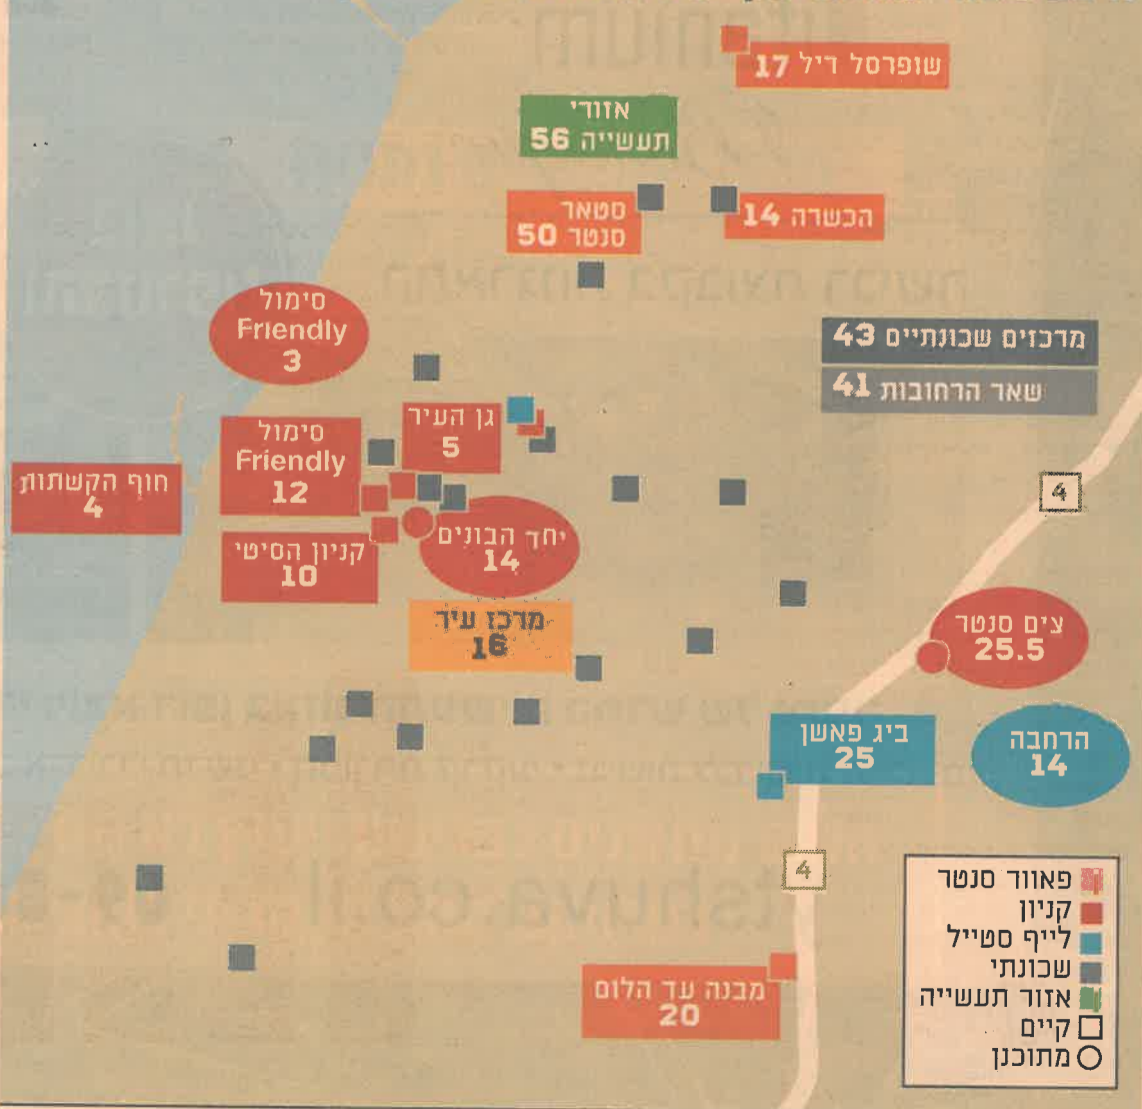 שופרסל דיל 17
אזורי
תעשייה 56
סטאר
סנטר 50
הכשרה 14
סימול
Friendly
3
מרכזים שכונתיים 43
שאר הרחובות 41
גן העיר
5
סימול
Friendly
12
חוף הקשתות
4
4
יחד הבונים
14
קניון הסיטי
10
מרכז עיר
16
צים סנטר
25.5
ביג פאשן
25
הרחבה
14
4
מבנה עד הלום
20
פאוור סנטר
קניון
לייף סטייל
שכונתי
אזור תעשייה
קיים
מתוכנן